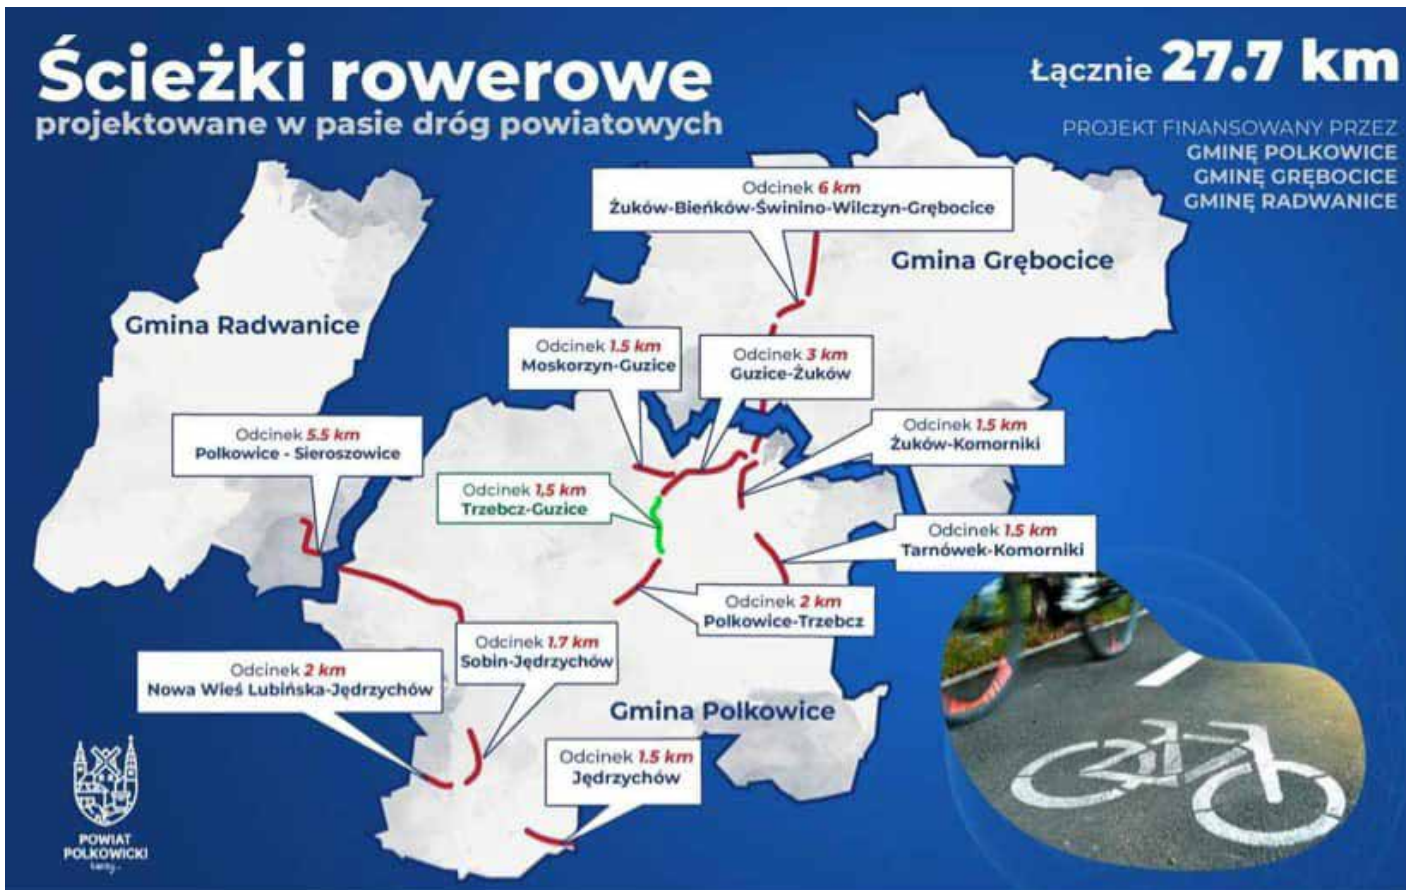 Ścieżki rowerowe
projektowane w pasie dróg powiatowych
Łącznie 27.7 km
PROJEKT FINANSOWANY PRZEZ
GMINĘ POLKOWICE
GMINĘ GRĘBOCICE
GMINĘ RADWANICE
Odcinek 6 km
Żuków-Bieńków-Świnino-Wilczyn-Grębocice
Gmina Grębocice
Gmina Radwanice
Odcinek 1.5 km
Moskorzyn-Guzice
Odcinek 3 km
Guzice-Żuków
Odcinek 1.5 km
Żuków-Komorniki
Odcinek 5.5 km
Polkowice - Sieroszowice
Odcinek 1,5 km
Trzebcz-Guzice
Odcinek 1.5 km
Tarnówek-Komorniki
Odcinek 2 km
Polkowice-Trzebcz
Odcinek 1.7 km
Sobin-Jędrzychów
Odcinek 2 km
Nowa Wieś Lubińska-Jędrzychów
Gmina Polkowice
Odcinek 1.5 km
Jędrzychów
POWIAT
POLKOWICKI